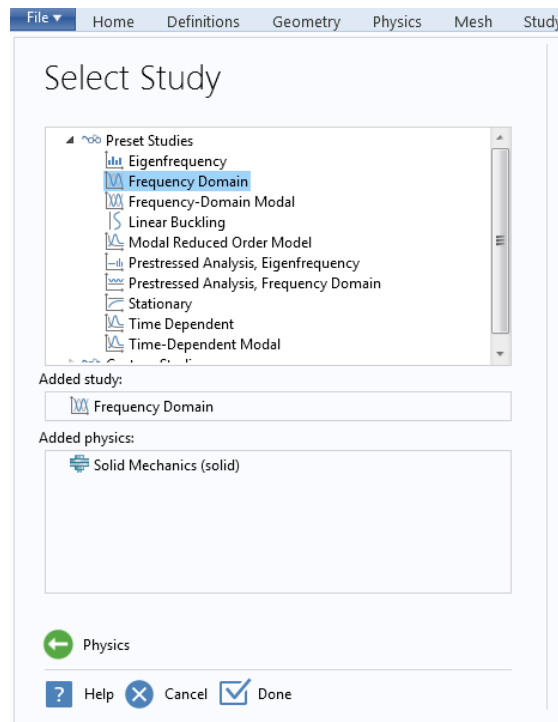 File Home Definitions Geometry Physics Mesh Study
Select Study
Preset Studies
Eigenfrequency
Frequency Domain
Frequency-Domain Modal
Linear Buckling
Modal Reduced Order Model
Prestressed Analysis, Eigenfrequency
Prestressed Analysis, Frequency Domain
Stationary
Time Dependent
Time-Dependent Modal
Added study:
Frequency Domain
Added physics:
Solid Mechanics (solid)
Physics
? Help Cancel Done